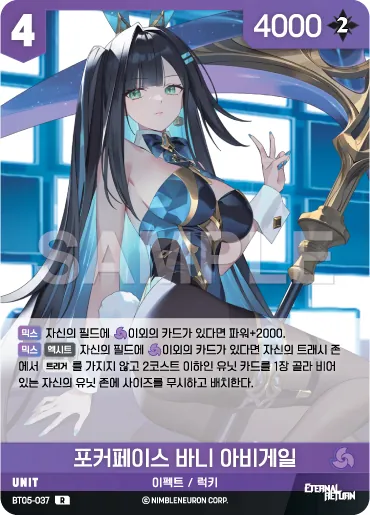 4
4000 2
SAMPLE
믹스 자신의 필드에 이외의 카드가 있다면 파워+2000.
믹스 엑시트 자신의 필드에 이외의 카드가 있다면 자신의 트래시 존
에서 트리거 를 가지지 않고 2코스트 이하인 유닛 카드를 1장 골라 비어
있는 자신의 유닛 존에 사이즈를 무시하고 배치한다.
포커페이스 바니 아비게일
UNIT 이펙트 / 럭키
BT05-037 R ⓒ NIMBLENEURON CORP. ETERNAL RETURN